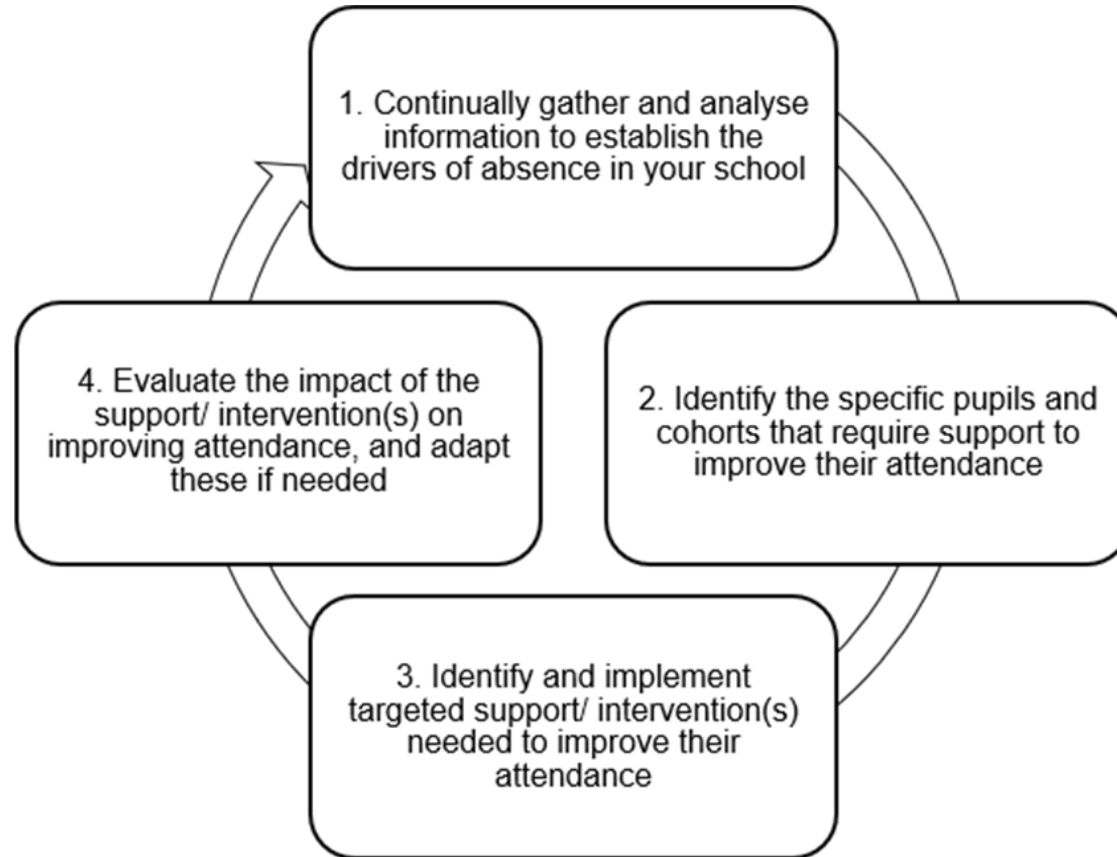 1. Continually gather and analyse
information to establish the
drivers of absence in your school
2. Identify the specific pupils and
cohorts that require support to
improve their attendance
3. Identify and implement
targeted support/ intervention(s)
needed to improve their
attendance
4. Evaluate the impact of the
support/ intervention(s) on
improving attendance, and adapt
these if needed